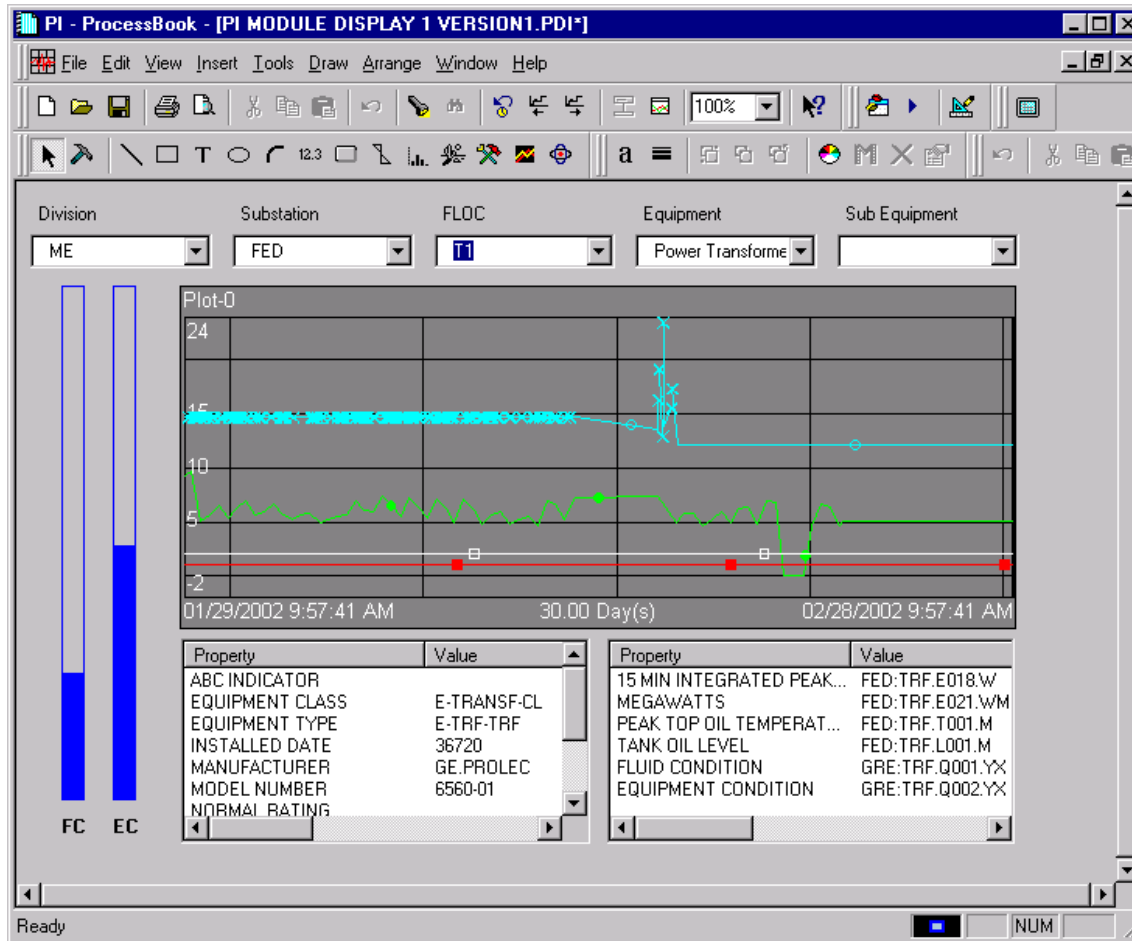 PI - ProcessBook - [PI MODULE DISPLAY 1 VERSION1.PDI*]
File Edit View Insert Tools Draw Arrange Window Help
100%
T 12.3 a
Division Substation FLOC Equipment Sub Equipment
ME FED T1 Power Transforme
Plot-0
24
15
10
5
-2
01/29/2002 9:57:41 AM 30.00 Day(s) 02/28/2002 9:57:41 AM
Property Value Property Value
ABC INDICATOR 15 MIN INTEGRATED PEAK... FED:TRF.E018.W
EQUIPMENT CLASS E-TRANSF-CL MEGAWATTS FED:TRF.E021.WM
EQUIPMENT TYPE E-TRF-TRF PEAK TOP OIL TEMPERAT... FED:TRF.T001.M
INSTALLED DATE 36720 TANK OIL LEVEL FED:TRF.L001.M
MANUFACTURER GE.PROLEC FLUID CONDITION GRE:TRF.Q001.YX
MODEL NUMBER 6560-01 EQUIPMENT CONDITION GRE:TRF.Q002.YX
NORMAL RATING
FC EC
Ready NUM